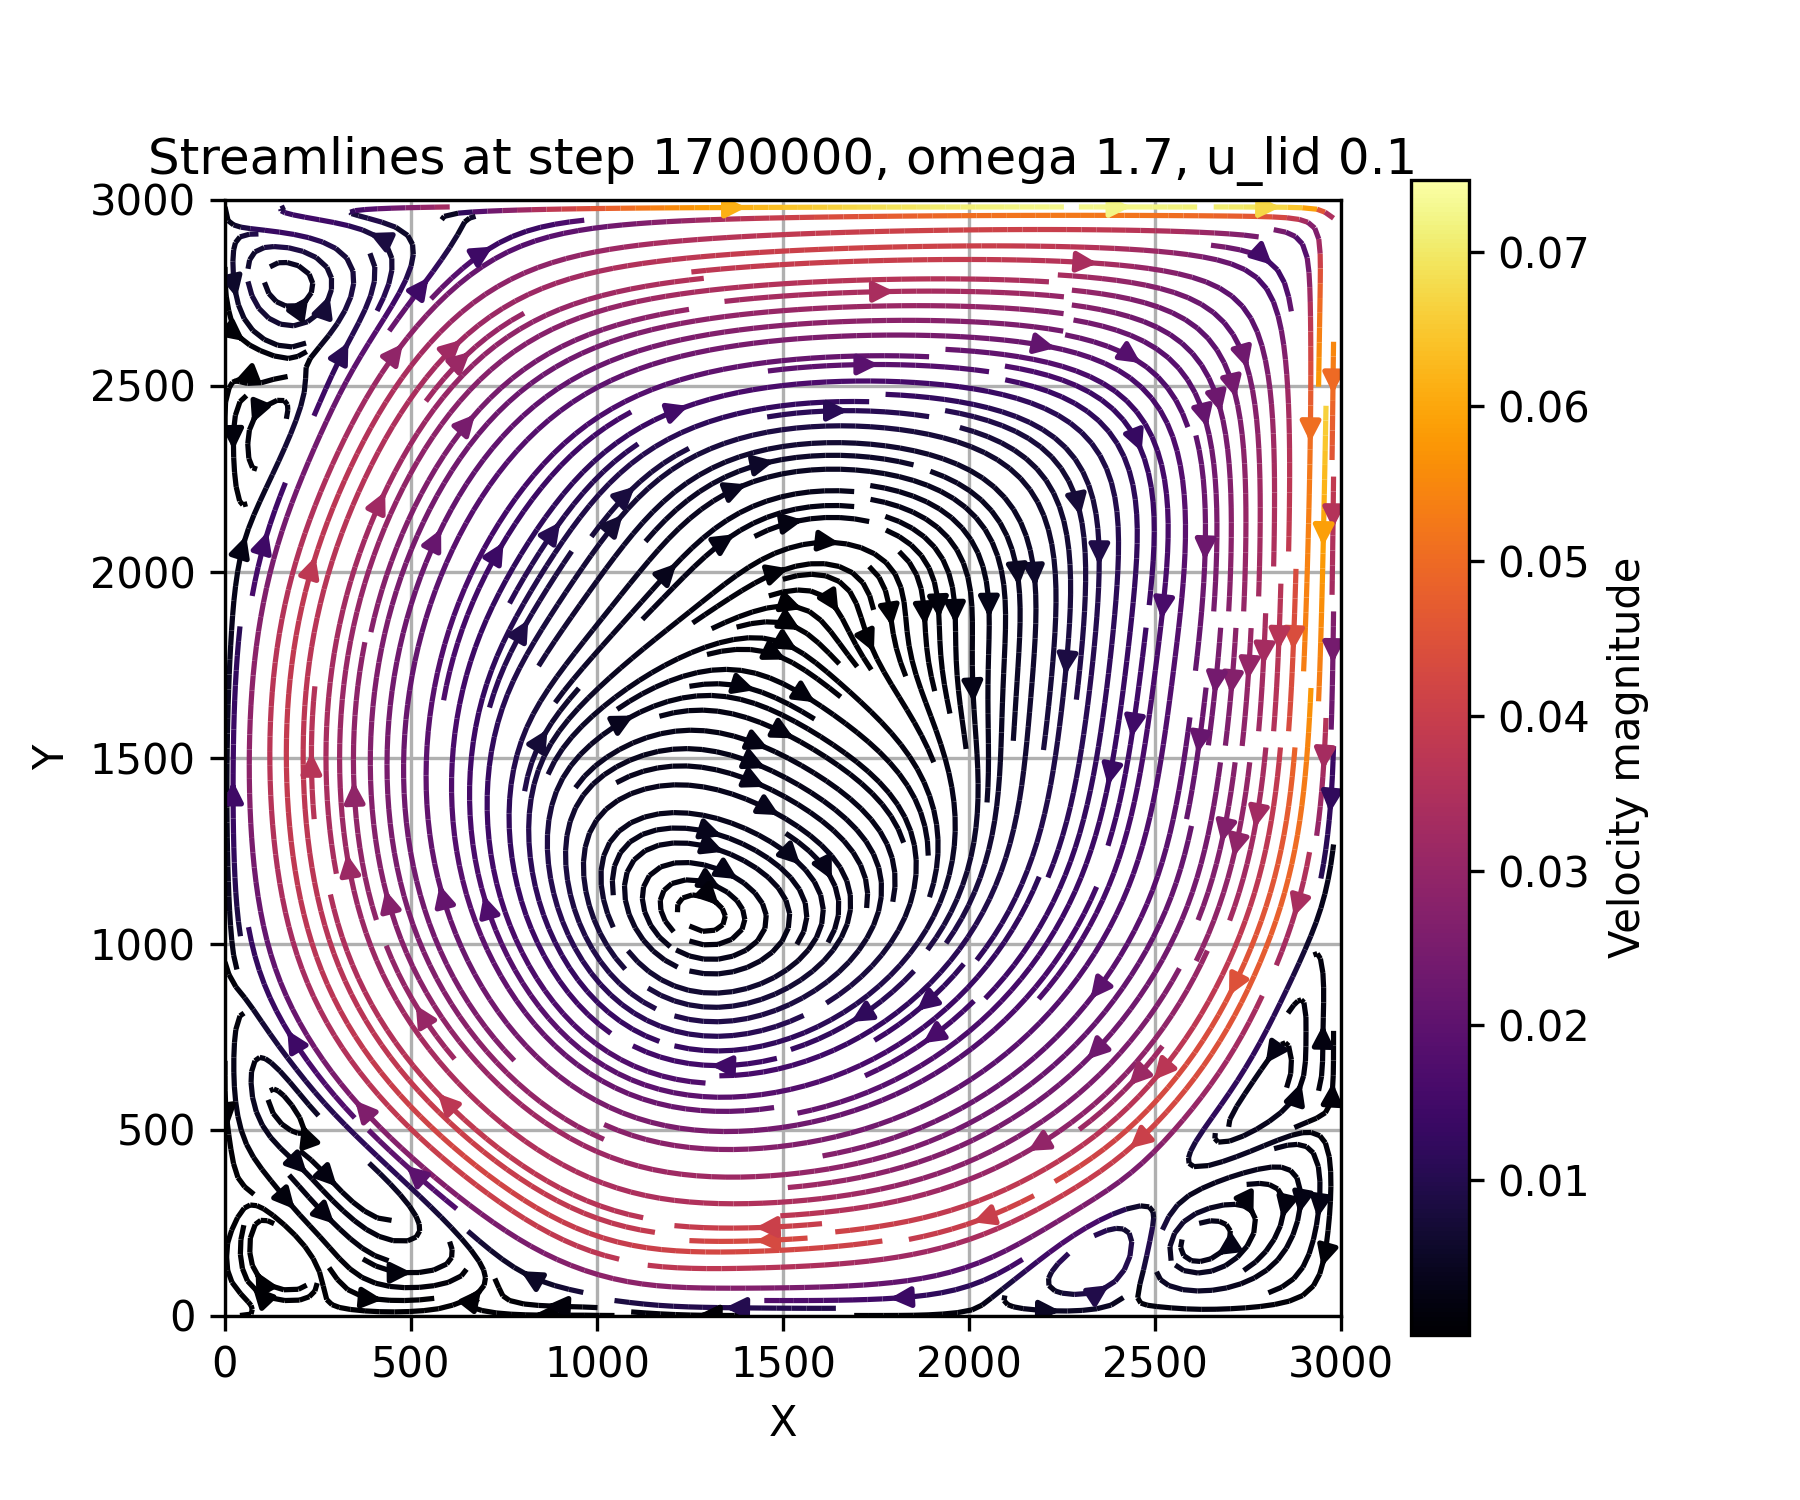 Streamlines at step 1700000, omega 1.7, u_lid 0.1
3000
2500
2000
1500
1000
500
0
Y
0 500 1000 1500 2000 2500 3000
X
0.07
0.06
0.05
0.04
0.03
0.02
0.01
Velocity magnitude